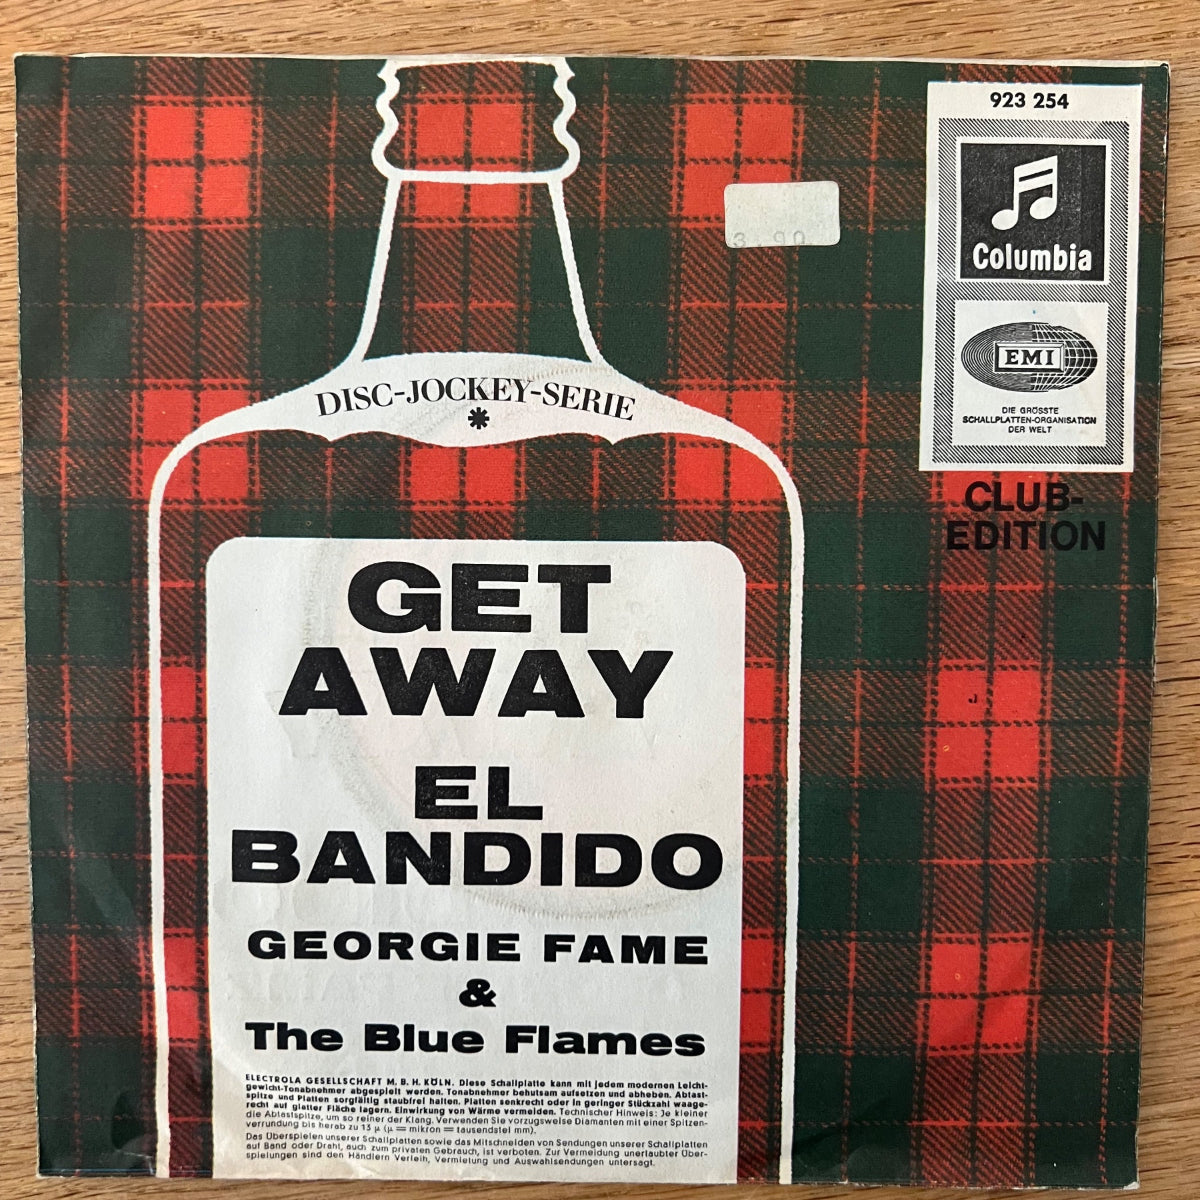 923 254
Columbia
EMI
DIE GRÖSSTE
SCHALLPLATTEN-ORGANISATION
DER WELT
CLUB-
EDITION
3.90
DISC-JOCKEY-SERIE
*
GET
AWAY
EL
BANDIDO
GEORGIE FAME
&
The Blue Flames
ELECTROLA GESELLSCHAFT M. B. H. KÖLN. Diese Schallplatte kann mit jedem modernen Leicht-
gewicht-Tonabnehmer abgespielt werden. Tonabnehmer behutsam aufsetzen und abheben. Abtast-
spitze und Platten sorgfältig staubfrei halten. Platten senkrecht oder in geringer Stückzahl waage-
recht auf glatter Fläche lagern. Einwirkung von Wärme vermeiden. Technischer Hinweis: Je kleiner
die Abtastspitze, um so reiner der Klang. Verwenden Sie vorzugsweise Diamanten mit einer Spitzen-
verrundung bis herab zu 13 µ (µ = mikron = tausendstel mm).
Das Überspielen unserer Schallplatten sowie das Mitschneiden von Sendungen unserer Schallplatten
auf Band oder Draht, auch zum privaten Gebrauch, ist verboten. Zur Vermeidung unerlaubter Über-
spielungen sind den Händlern Verleih, Vermietung und Auswahlsendungen untersagt.